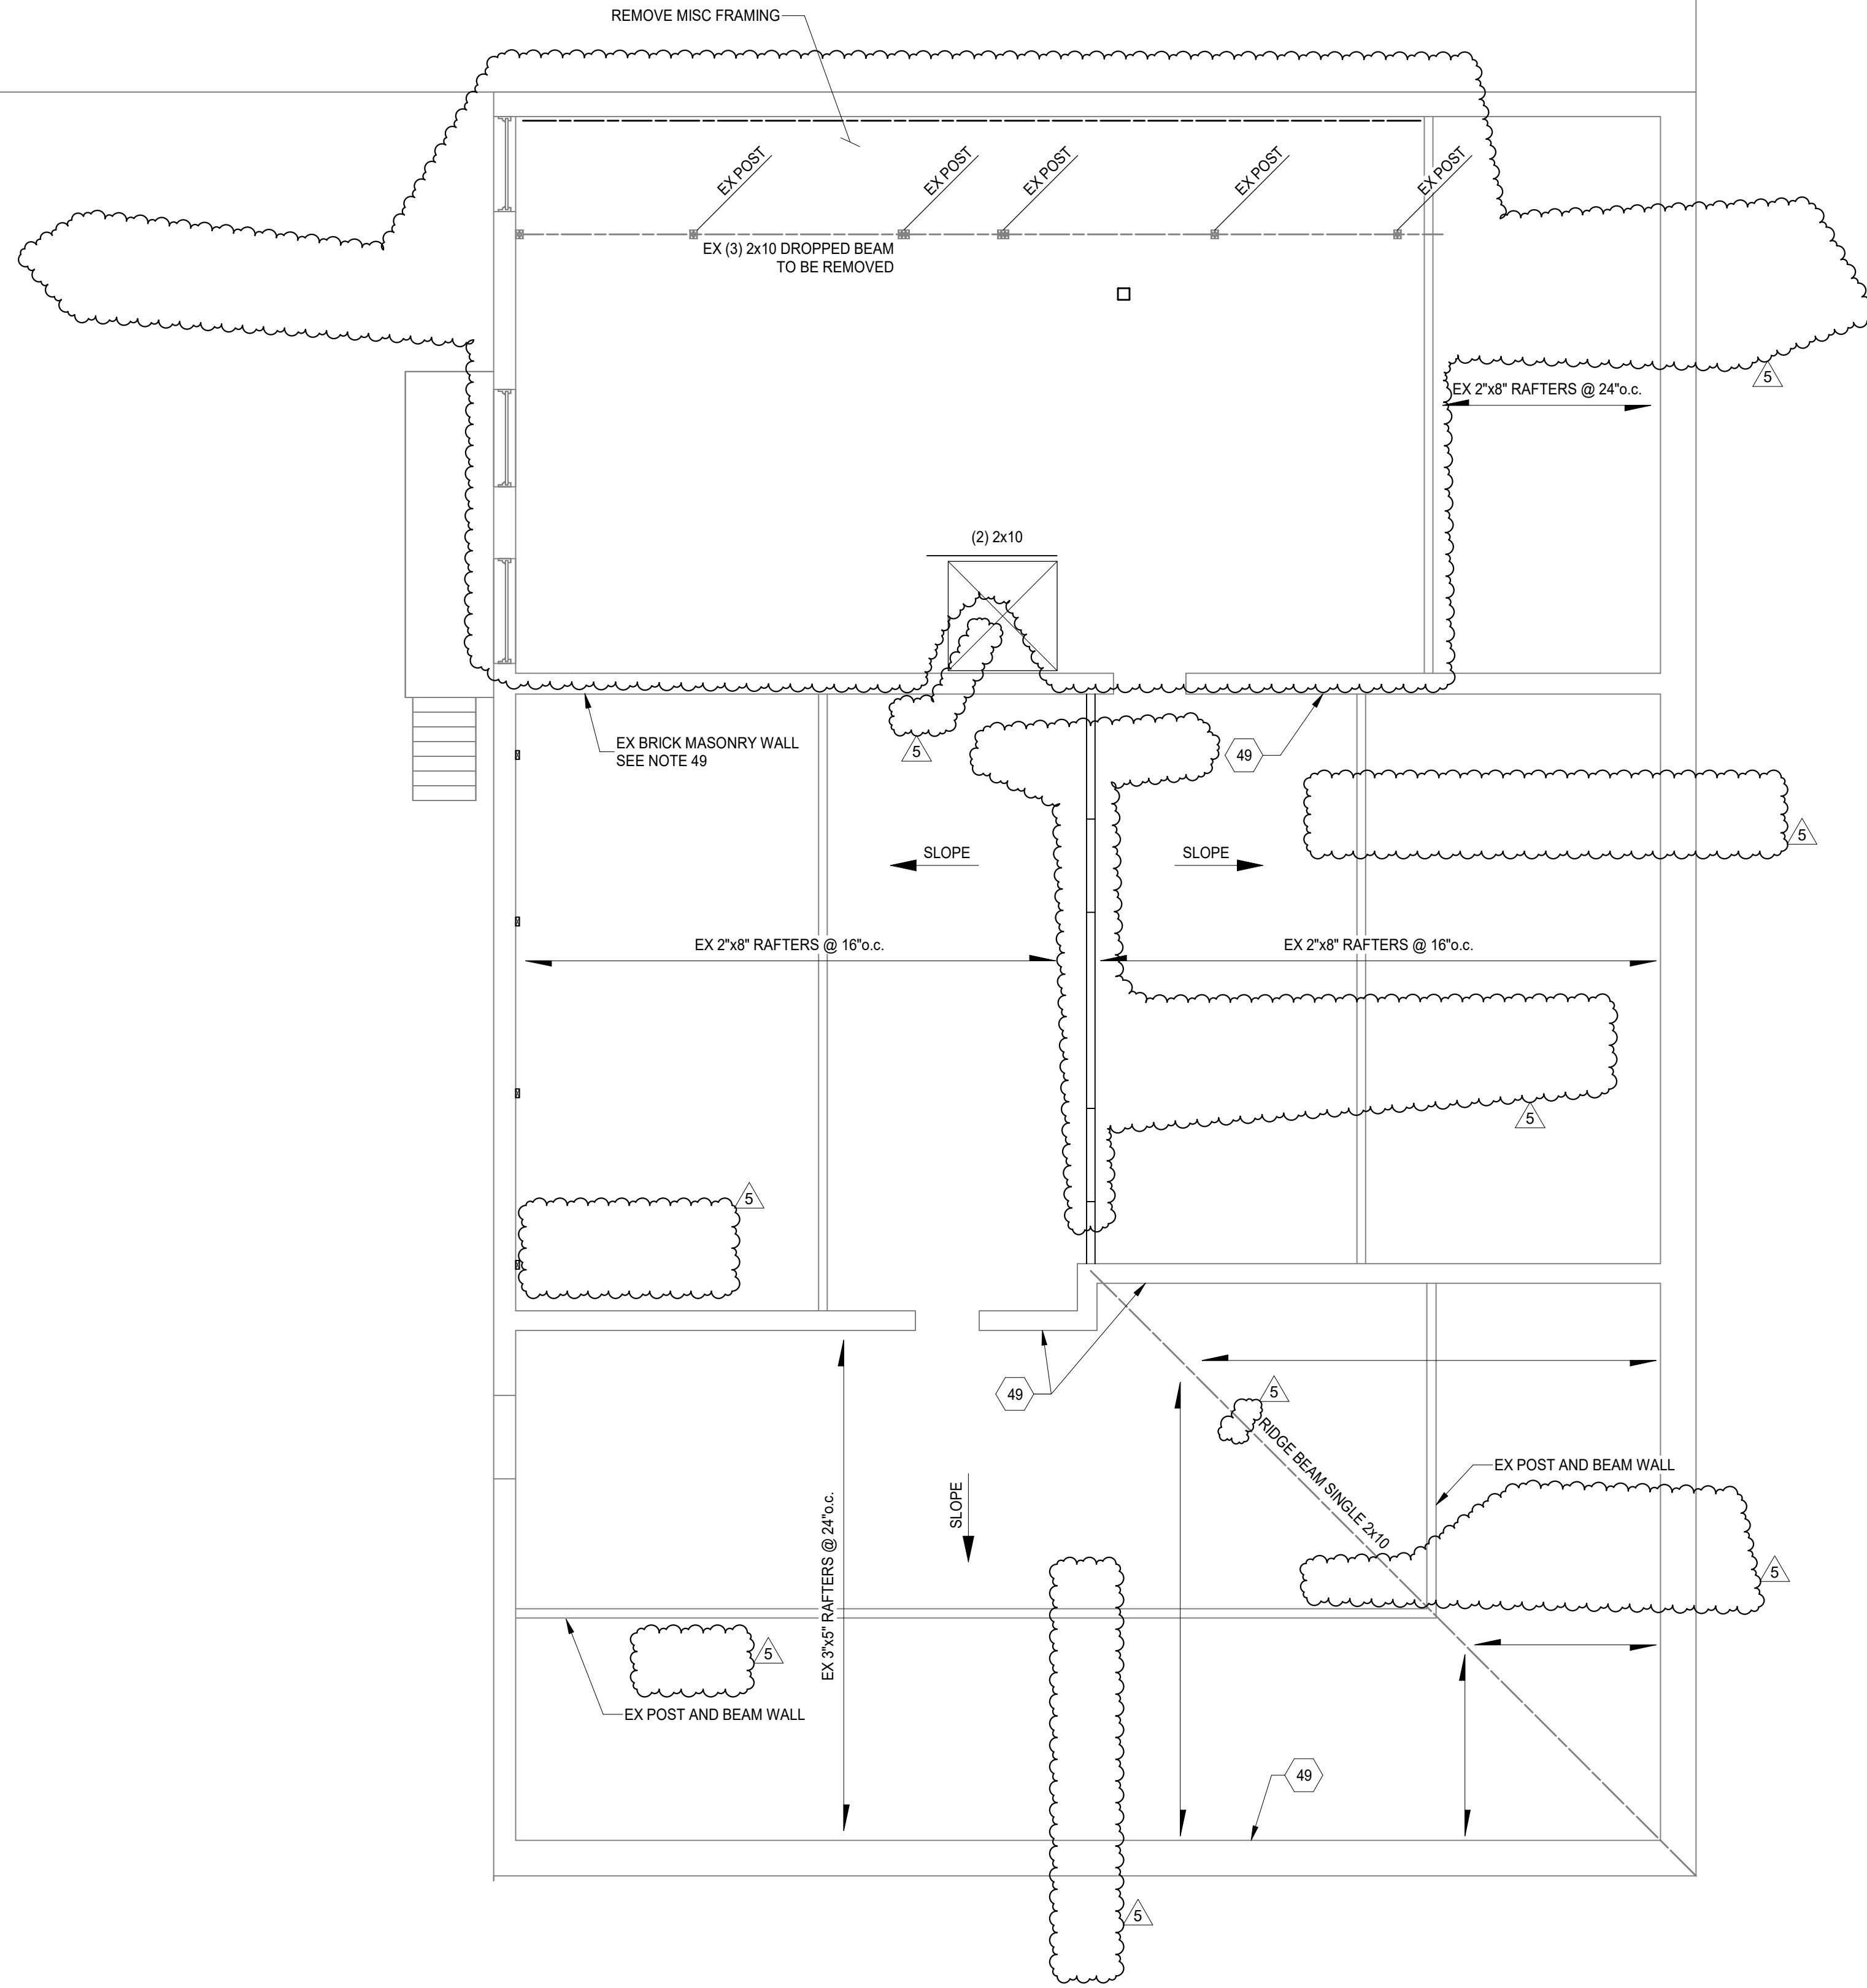 REMOVE MISC FRAMING
EX POST
EX POST
EX POST
EX POST
EX POST
EX (3) 2x10 DROPPED BEAM
TO BE REMOVED
5
EX 2"x8" RAFTERS @ 24"o.c.
(2) 2x10
EX BRICK MASONRY WALL
SEE NOTE 49
5
49
5
SLOPE
SLOPE
EX 2"x8" RAFTERS @ 16"o.c.
EX 2"x8" RAFTERS @ 16"o.c.
5
5
49
5
RIDGE BEAM SINGLE 2x10
EX POST AND BEAM WALL
SLOPE
EX 3"x5" RAFTERS @ 24"o.c.
5
5
EX POST AND BEAM WALL
49
5